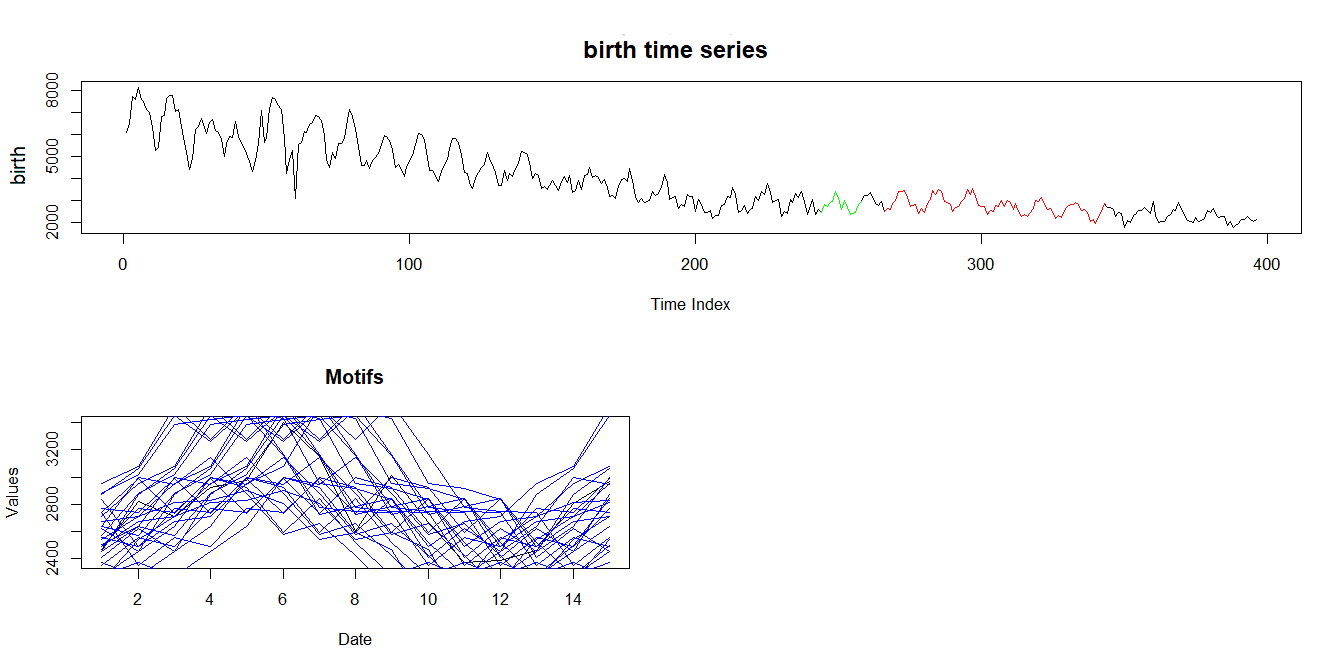 birth time series
birth
8000
5000
2000
0 100 200 300 400
Time Index
Motifs
Values
3200
2800
2400
2 4 6 8 10 12 14
Date